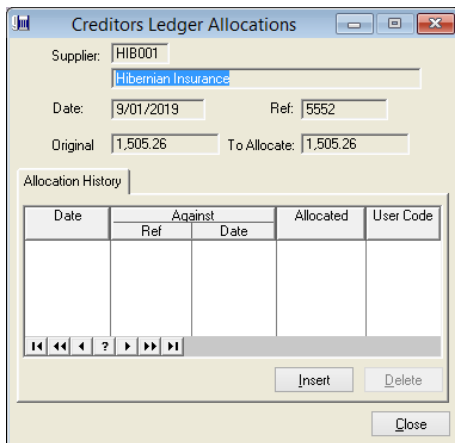 Creditors Ledger Allocations
Supplier: HIB001
Hibernian Insurance
Date: 9/01/2019 Ref: 5552
Original 1,505.26 To Allocate: 1,505.26
Allocation History
Date Against Allocated User Code
Ref Date
?
Insert Delete
Close